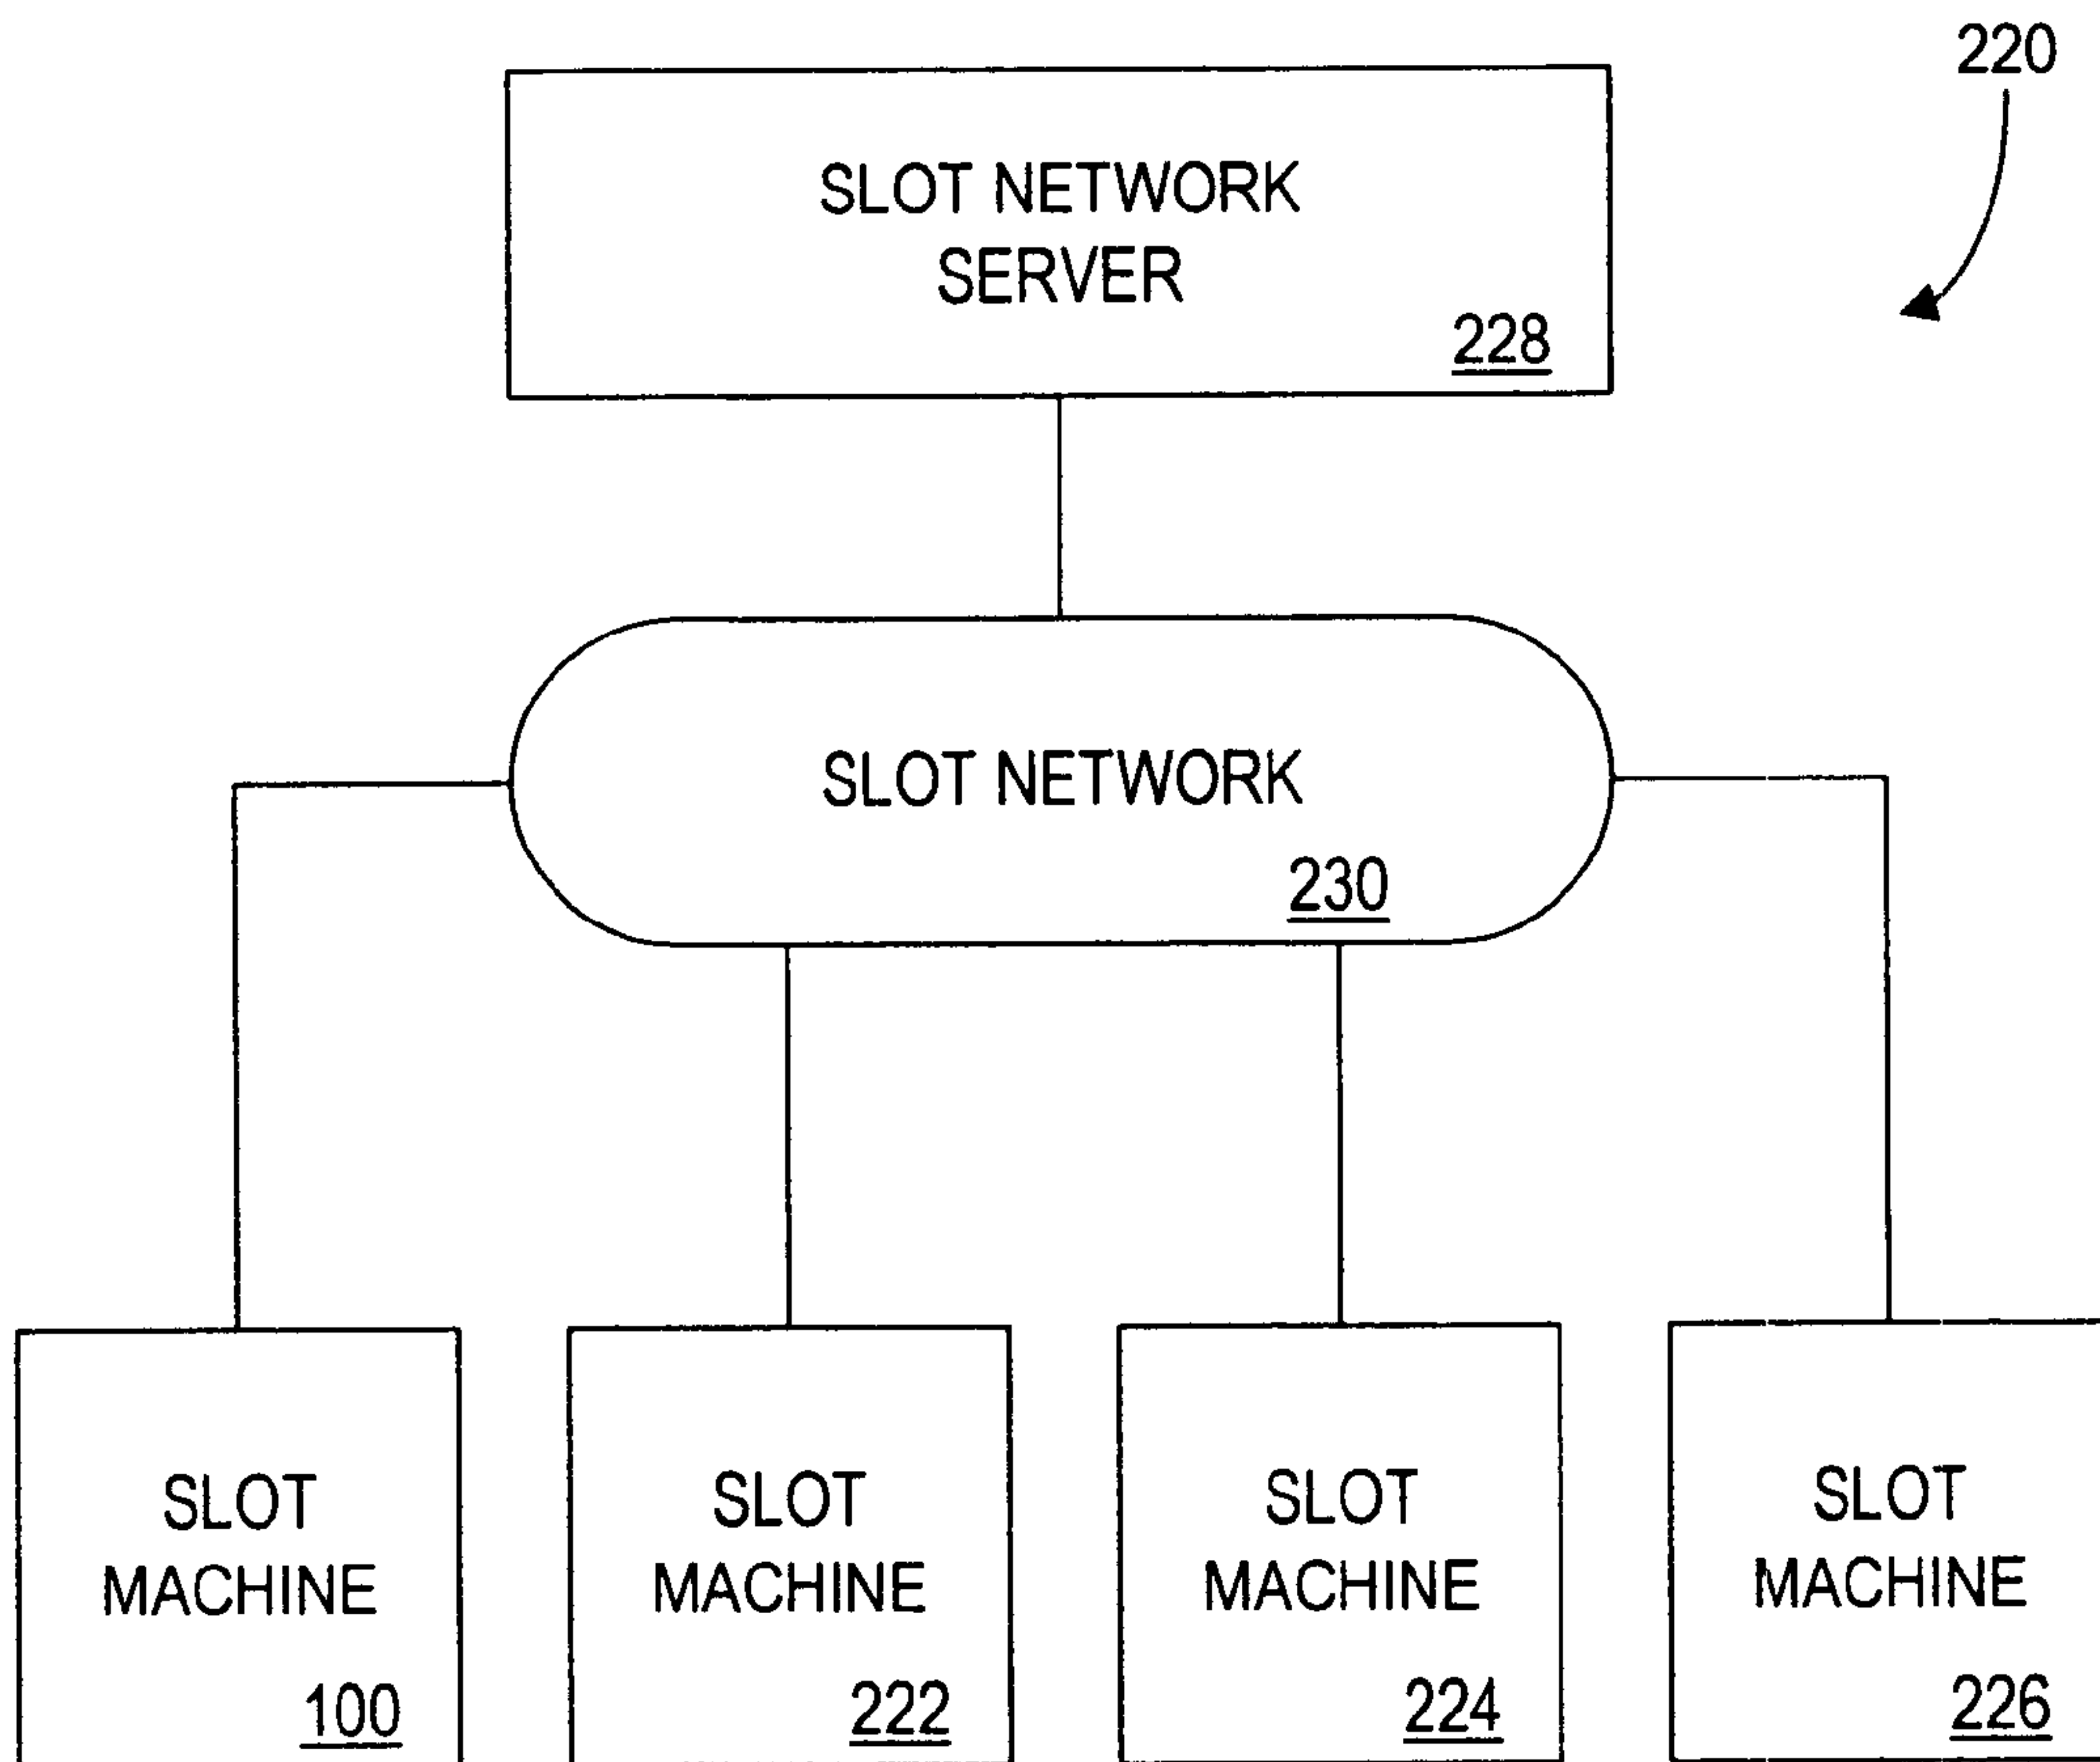 220
SLOT NETWORK
SERVER
228
SLOT NETWORK
230
SLOT
MACHINE
100
SLOT
MACHINE
222
SLOT
MACHINE
224
SLOT
MACHINE
226